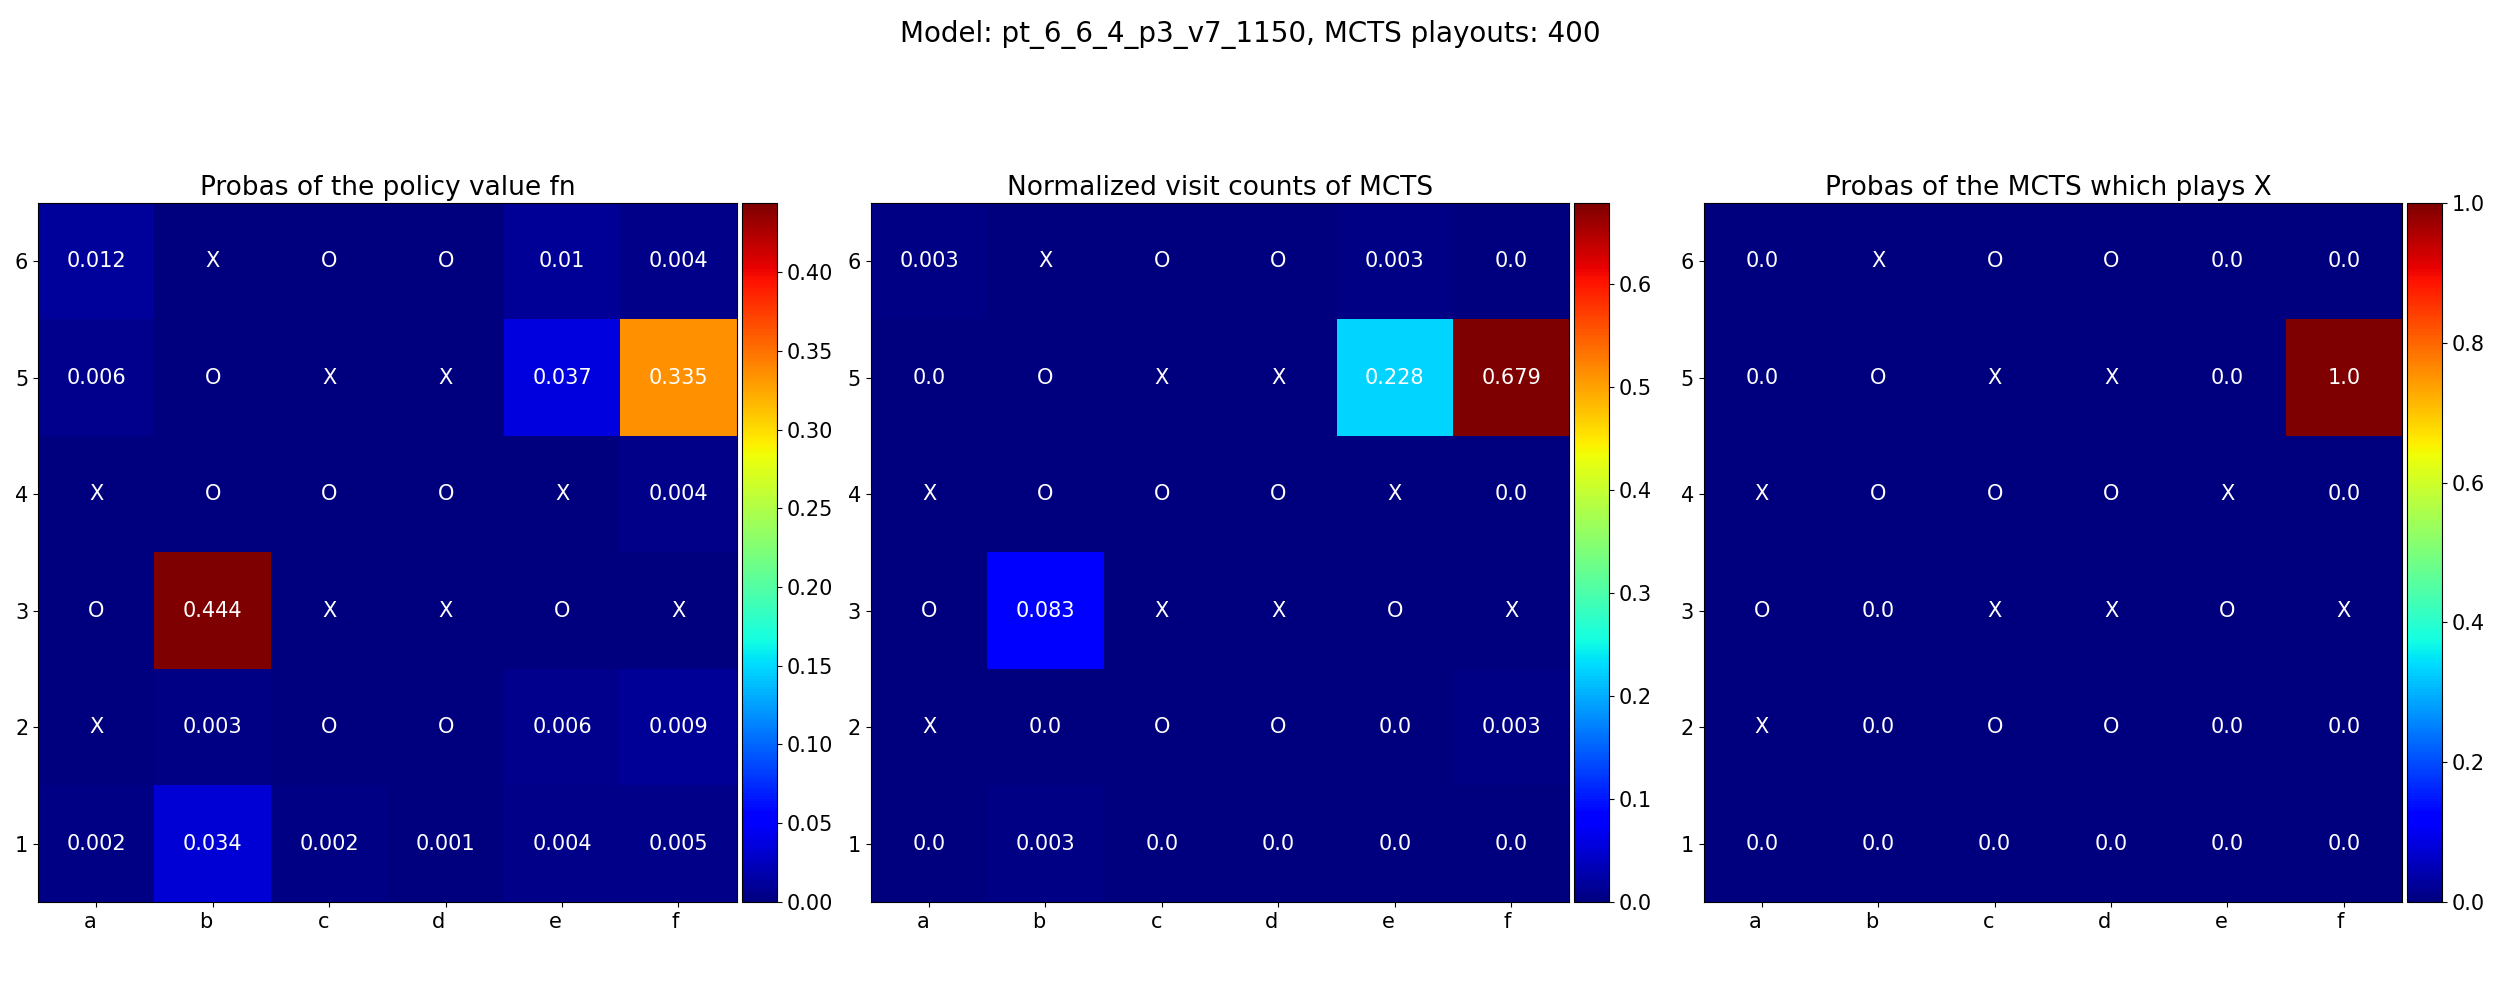 Model: pt_6_6_4_p3_v7_1150, MCTS playouts: 400
Probas of the policy value fn
6 0.012 X O O 0.01 0.004
5 0.006 O X X 0.037 0.335
4 X O O O X 0.004
3 O 0.444 X X O X
2 X 0.003 O O 0.006 0.009
1 0.002 0.034 0.002 0.001 0.004 0.005
a b c d e f
0.40
0.35
0.30
0.25
0.20
0.15
0.10
0.05
0.00
Normalized visit counts of MCTS
6 0.003 X O O 0.003 0.0
5 0.0 O X X 0.228 0.679
4 X O O O X 0.0
3 O 0.083 X X O X
2 X 0.0 O O 0.0 0.003
1 0.0 0.003 0.0 0.0 0.0 0.0
a b c d e f
0.6
0.5
0.4
0.3
0.2
0.1
0.0
Probas of the MCTS which plays X
6 0.0 X O O 0.0 0.0
5 0.0 O X X 0.0 1.0
4 X O O O X 0.0
3 O 0.0 X X O X
2 X 0.0 O O 0.0 0.0
1 0.0 0.0 0.0 0.0 0.0 0.0
a b c d e f
1.0
0.8
0.6
0.4
0.2
0.0